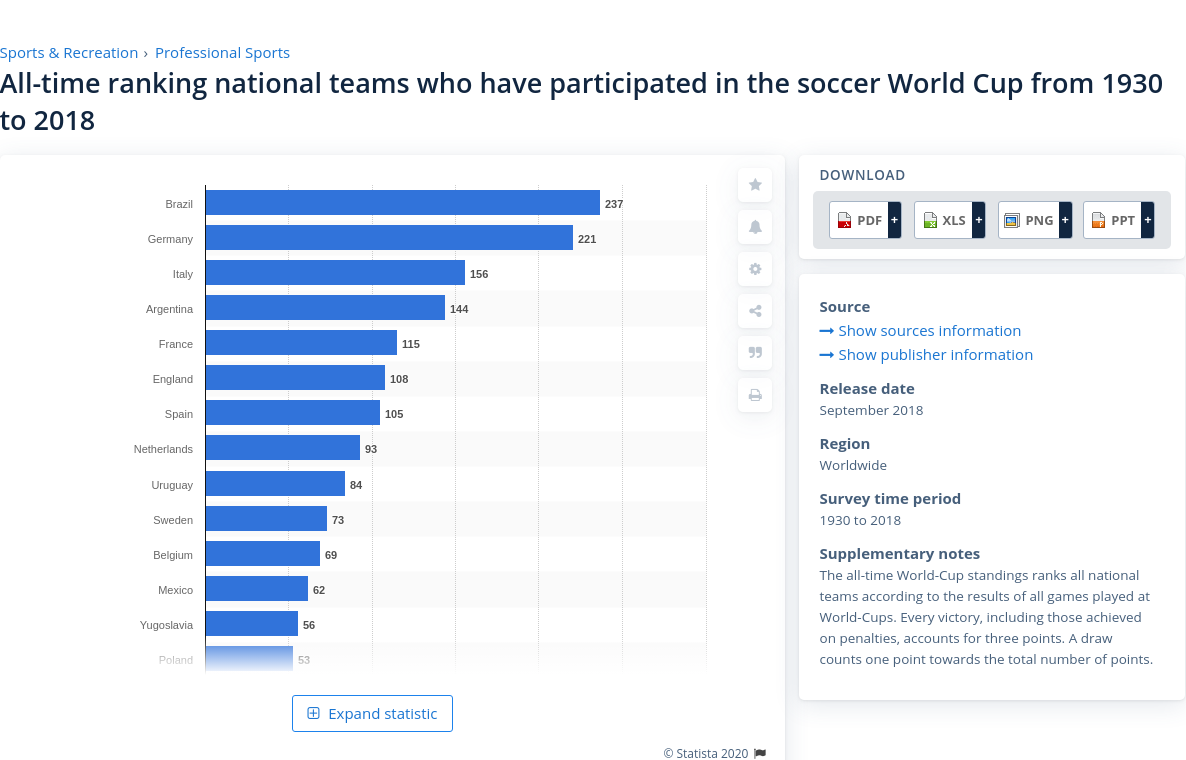 Sports & Recreation › Professional Sports
All-time ranking national teams who have participated in the soccer World Cup from 1930
to 2018
Brazil 237
Germany 221
Italy 156
Argentina 144
France 115
England 108
Spain 105
Netherlands 93
Uruguay 84
Sweden 73
Belgium 69
Mexico 62
Yugoslavia 56
Poland 53
Expand statistic
© Statista 2020
DOWNLOAD
PDF + XLS + PNG + PPT +
Source
Show sources information
Show publisher information
Release date
September 2018
Region
Worldwide
Survey time period
1930 to 2018
Supplementary notes
The all-time World-Cup standings ranks all national
teams according to the results of all games played at
World-Cups. Every victory, including those achieved
on penalties, accounts for three points. A draw
counts one point towards the total number of points.